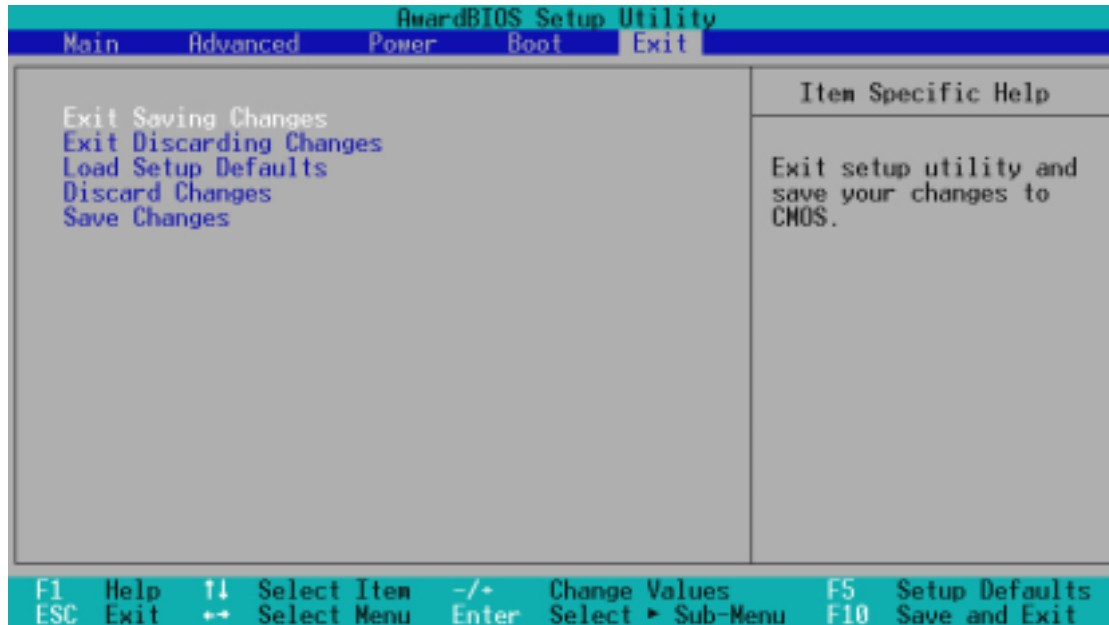 AwardBIOS Setup Utility
Main Advanced Power Boot Exit
Item Specific Help
Exit Saving Changes
Exit Discarding Changes
Load Setup Defaults
Discard Changes
Save Changes
Exit setup utility and
save your changes to
CMOS.
F1 Help ↑↓ Select Item -/+ Change Values F5 Setup Defaults
ESC Exit ←→ Select Menu Enter Select ► Sub-Menu F10 Save and Exit